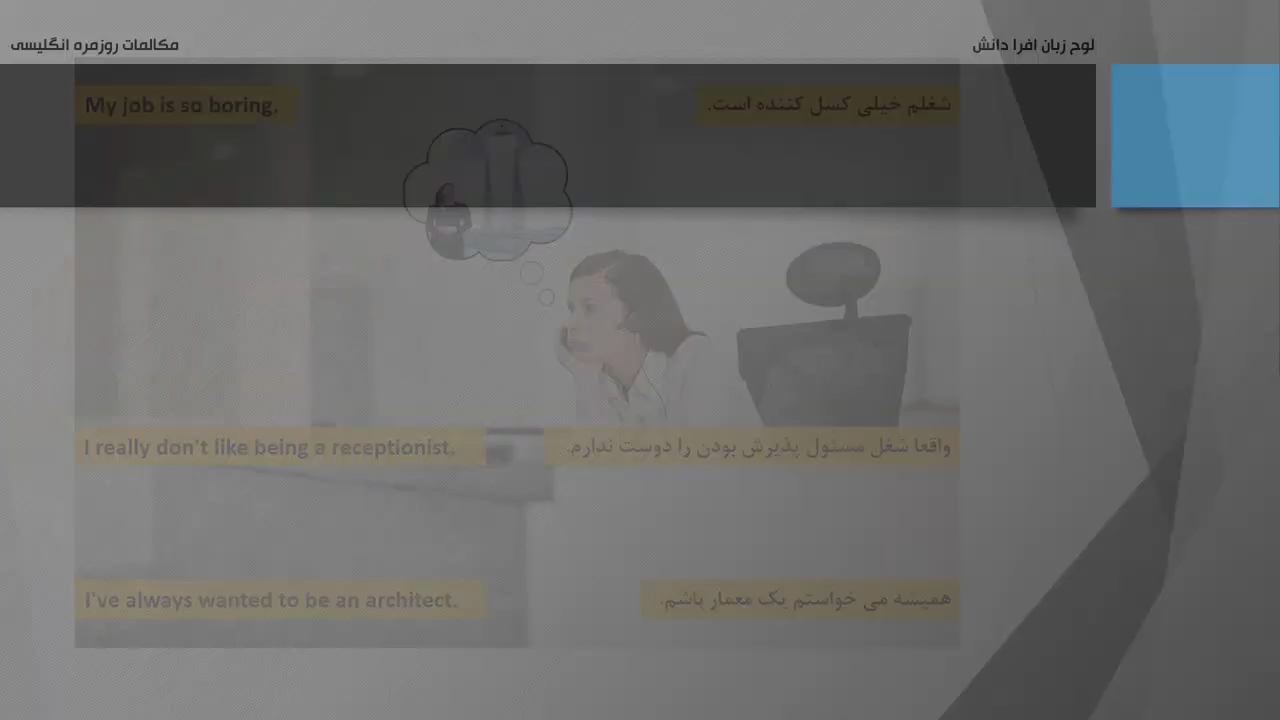 مکالمات روزمره انگلیسی
لوح زبان افرا دانش
My job is so boring.
شغلم خیلی کسل کننده است.
I really don't like being a receptionist.
واقعا شغل مسئول پذیرش بودن را دوست ندارم.
I've always wanted to be an architect.
همیشه می خواستم یک معمار باشم.